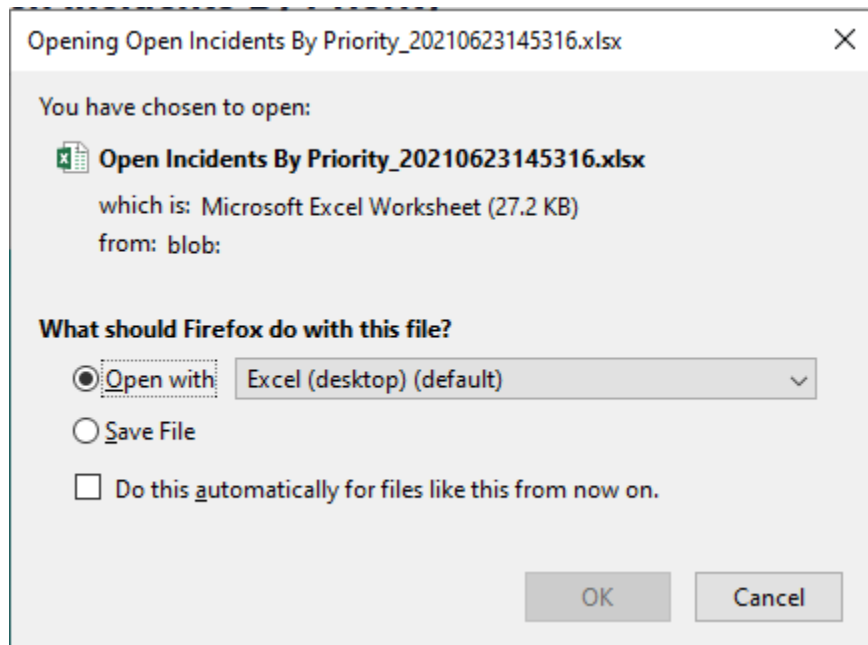 Opening Open Incidents By Priority_20210623145316.xlsx
You have chosen to open:
Open Incidents By Priority_20210623145316.xlsx
which is: Microsoft Excel Worksheet (27.2 KB)
from: blob:
What should Firefox do with this file?
Open with Excel (desktop) (default)
Save File
Do this automatically for files like this from now on.
OK Cancel